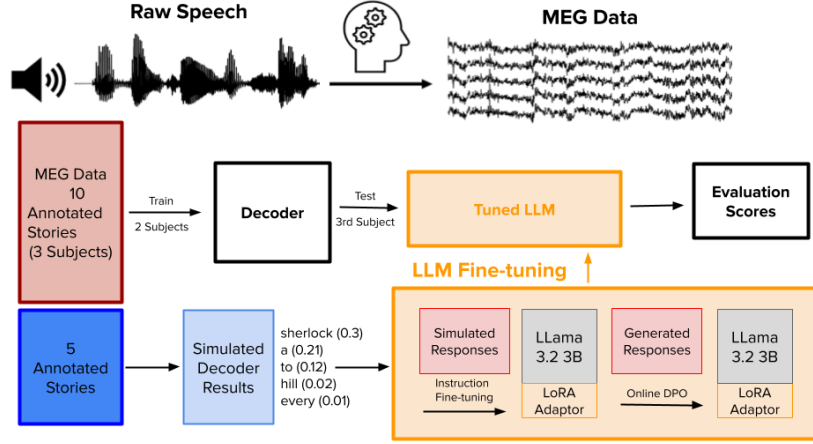 Raw Speech
MEG Data
MEG Data
10
Annotated
Stories
(3 Subjects)
Train
2 Subjects
Decoder
Test
3rd Subject
Tuned LLM
Evaluation
Scores
LLM Fine-tuning
5
Annotated
Stories
Simulated
Decoder
Results
sherlock (0.3)
a (0.21)
to (0.12)
hill (0.02)
every (0.01)
Simulated
Responses
Instruction
Fine-tuning
LLama
3.2 3B
LoRA
Adaptor
Generated
Responses
Online DPO
LLama
3.2 3B
LoRA
Adaptor